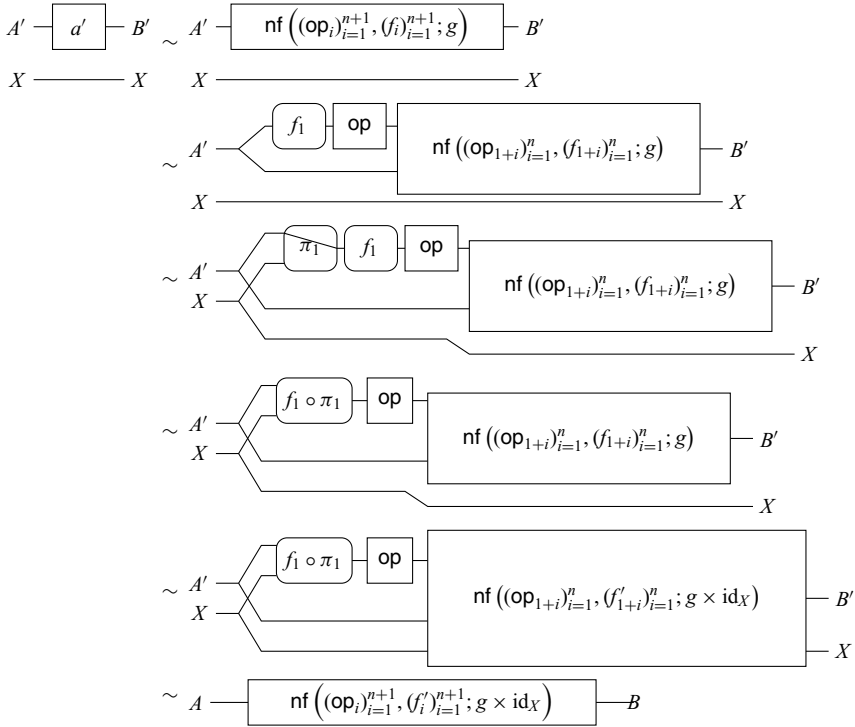 A′ a′ B′ ∼ A′ nf ((op_i)_{i=1}^{n+1}, (f_i)_{i=1}^{n+1}; g) B′
X X X X
f_1 op
∼ A′ nf ((op_{1+i})_{i=1}^{n}, (f_{1+i})_{i=1}^{n}; g) B′
X X
π_1 f_1 op
∼ A′ nf ((op_{1+i})_{i=1}^{n}, (f_{1+i})_{i=1}^{n}; g) B′
X
X
f_1 ∘ π_1 op
∼ A′ nf ((op_{1+i})_{i=1}^{n}, (f_{1+i})_{i=1}^{n}; g) B′
X
X
f_1 ∘ π_1 op
∼ A′ nf ((op_{1+i})_{i=1}^{n}, (f′_{1+i})_{i=1}^{n}; g × id_X) B′
X
X
∼ A nf ((op_i)_{i=1}^{n+1}, (f′_i)_{i=1}^{n+1}; g × id_X) B